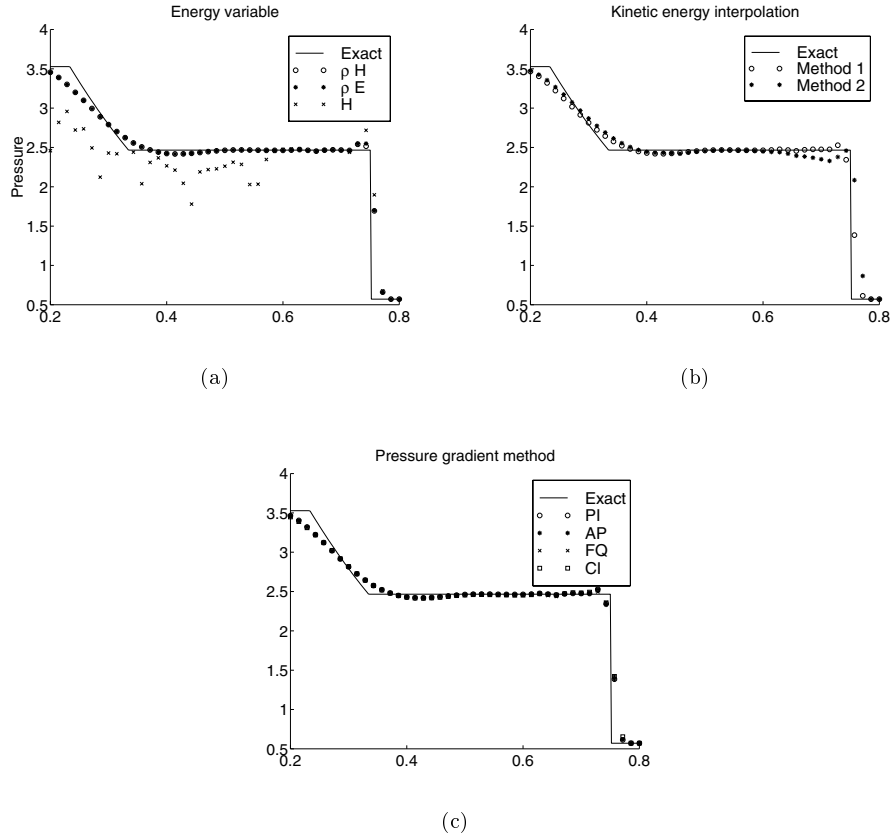 Energy variable
4
3.5
3
2.5
2
1.5
1
0.5
0.2
0.4
0.6
0.8
Pressure
Exact
ρ H
ρ E
H
(a)
Kinetic energy interpolation
4
3.5
3
2.5
2
1.5
1
0.5
0.2
0.4
0.6
0.8
Exact
Method 1
Method 2
(b)
Pressure gradient method
4
3.5
3
2.5
2
1.5
1
0.5
0.2
0.4
0.6
0.8
Exact
PI
AP
FQ
CI
(c)